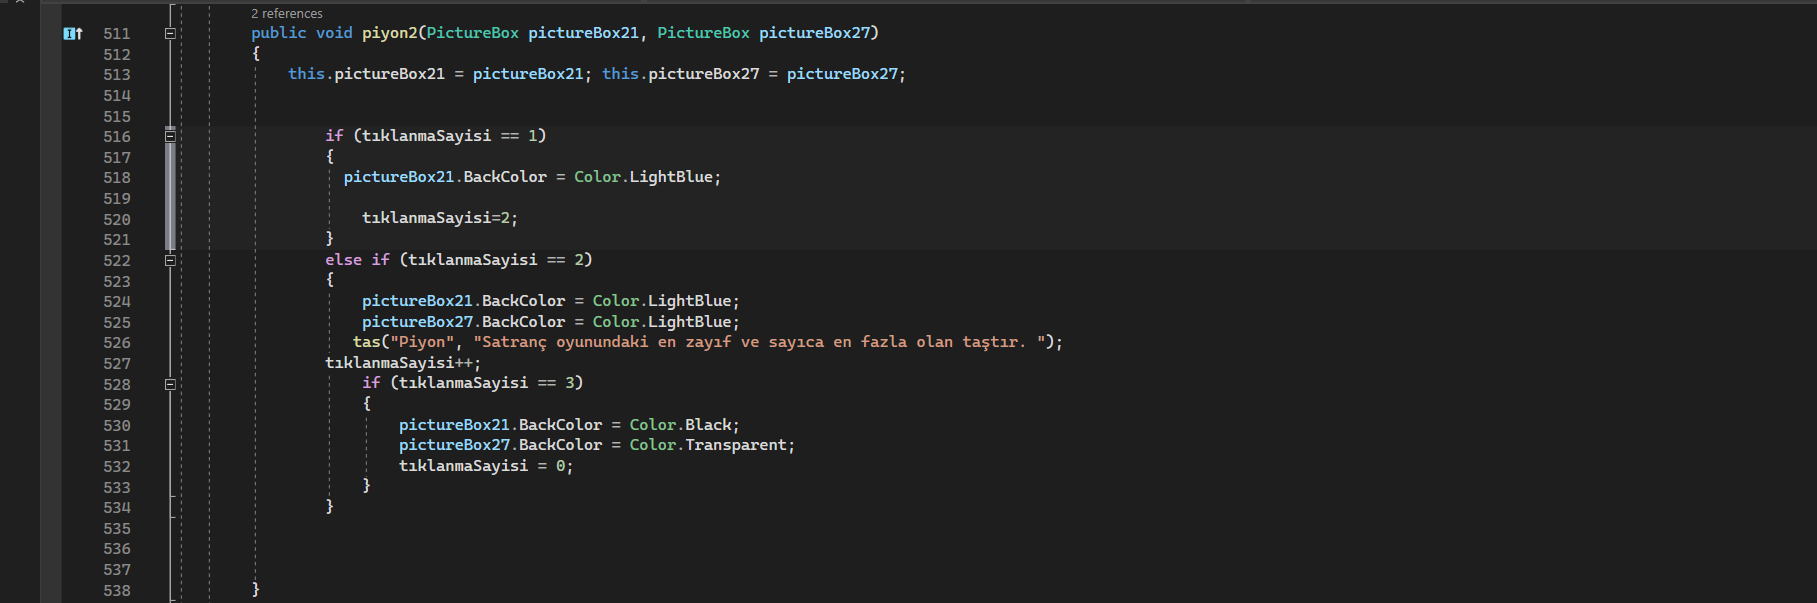 2 references
511 public void piyon2(PictureBox pictureBox21, PictureBox pictureBox27)
512 {
513 this.pictureBox21 = pictureBox21; this.pictureBox27 = pictureBox27;
514
515
516 if (tıklanmaSayisi == 1)
517 {
518 pictureBox21.BackColor = Color.LightBlue;
519
520 tıklanmaSayisi=2;
521 }
522 else if (tıklanmaSayisi == 2)
523 {
524 pictureBox21.BackColor = Color.LightBlue;
525 pictureBox27.BackColor = Color.LightBlue;
526 tas("Piyon", "Satranç oyunundaki en zayıf ve sayıca en fazla olan taştır. ");
527 tıklanmaSayisi++;
528 if (tıklanmaSayisi == 3)
529 {
530 pictureBox21.BackColor = Color.Black;
531 pictureBox27.BackColor = Color.Transparent;
532 tıklanmaSayisi = 0;
533 }
534 }
535
536
537
538 }